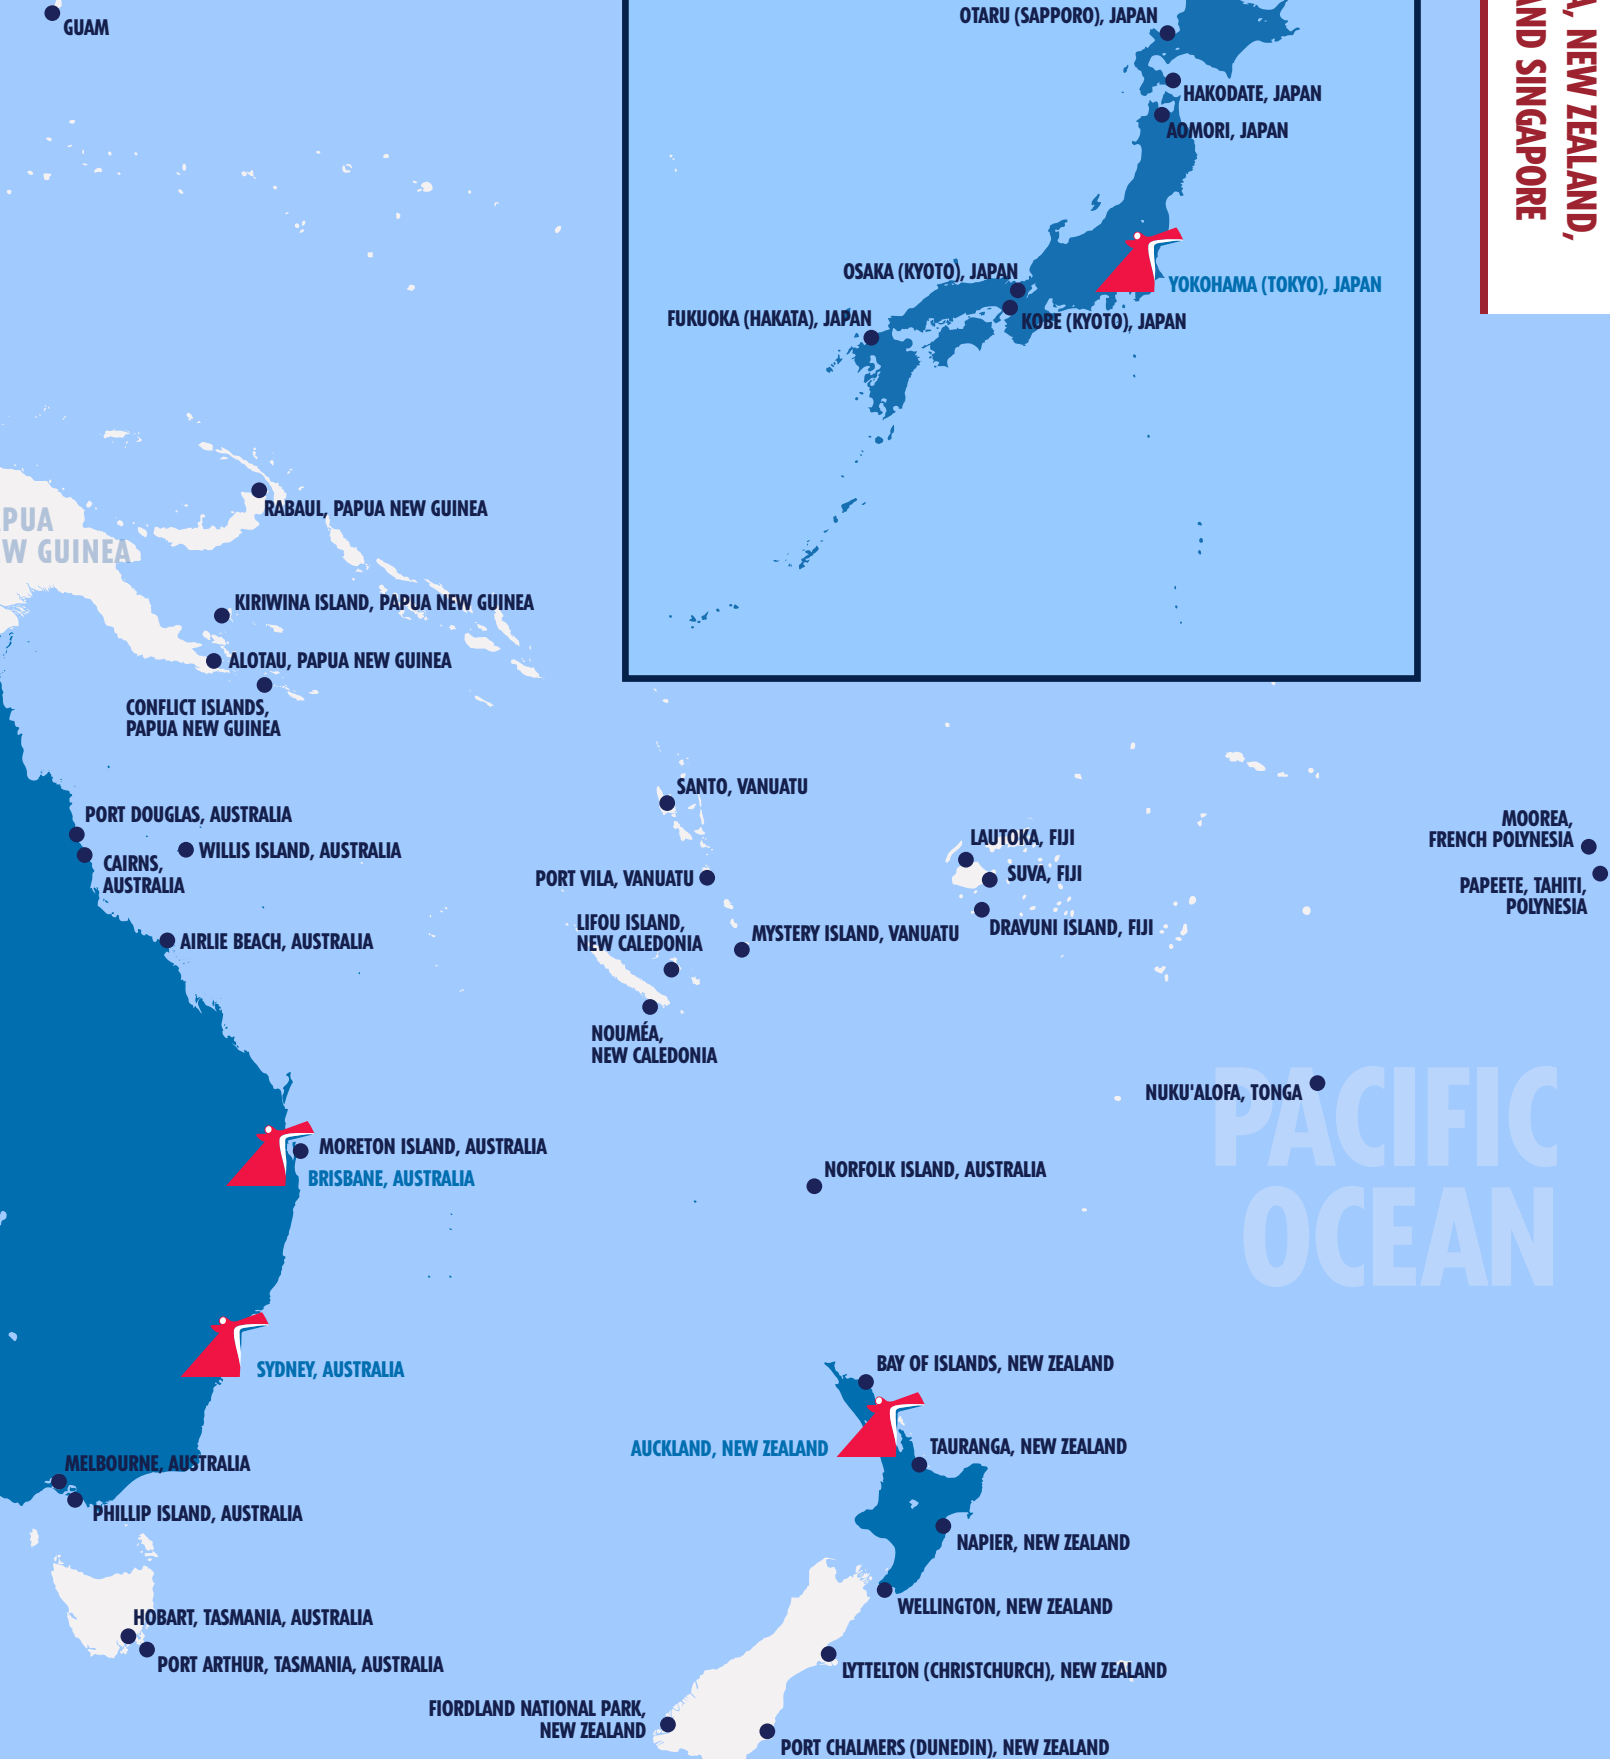 GUAM
OTARU (SAPPORO), JAPAN
HAKODATE, JAPAN
AOMORI, JAPAN
OSAKA (KYOTO), JAPAN
YOKOHAMA (TOKYO), JAPAN
FUKUOKA (HAKATA), JAPAN
KOBE (KYOTO), JAPAN
A, NEW ZEALAND,
AND SINGAPORE
RABAUL, PAPUA NEW GUINEA
PUA
W GUINEA
KIRIWINA ISLAND, PAPUA NEW GUINEA
ALOTAU, PAPUA NEW GUINEA
CONFLICT ISLANDS,
PAPUA NEW GUINEA
SANTO, VANUATU
PORT DOUGLAS, AUSTRALIA
WILLIS ISLAND, AUSTRALIA
CAIRNS,
AUSTRALIA
LAUTOKA, FIJI
SUVA, FIJI
MOOREA,
FRENCH POLYNESIA
PORT VILA, VANUATU
PAPEETE, TAHITI,
POLYNESIA
LIFOU ISLAND,
NEW CALEDONIA
MYSTERY ISLAND, VANUATU
DRAVUNI ISLAND, FIJI
AIRLIE BEACH, AUSTRALIA
NOUMÉA,
NEW CALEDONIA
NUKU'ALOFA, TONGA
PACIFIC
OCEAN
MORETON ISLAND, AUSTRALIA
BRISBANE, AUSTRALIA
NORFOLK ISLAND, AUSTRALIA
SYDNEY, AUSTRALIA
BAY OF ISLANDS, NEW ZEALAND
AUCKLAND, NEW ZEALAND
TAURANGA, NEW ZEALAND
MELBOURNE, AUSTRALIA
PHILLIP ISLAND, AUSTRALIA
NAPIER, NEW ZEALAND
WELLINGTON, NEW ZEALAND
HOBART, TASMANIA, AUSTRALIA
PORT ARTHUR, TASMANIA, AUSTRALIA
LYTTELTON (CHRISTCHURCH), NEW ZEALAND
FIORDLAND NATIONAL PARK,
NEW ZEALAND
PORT CHALMERS (DUNEDIN), NEW ZEALAND